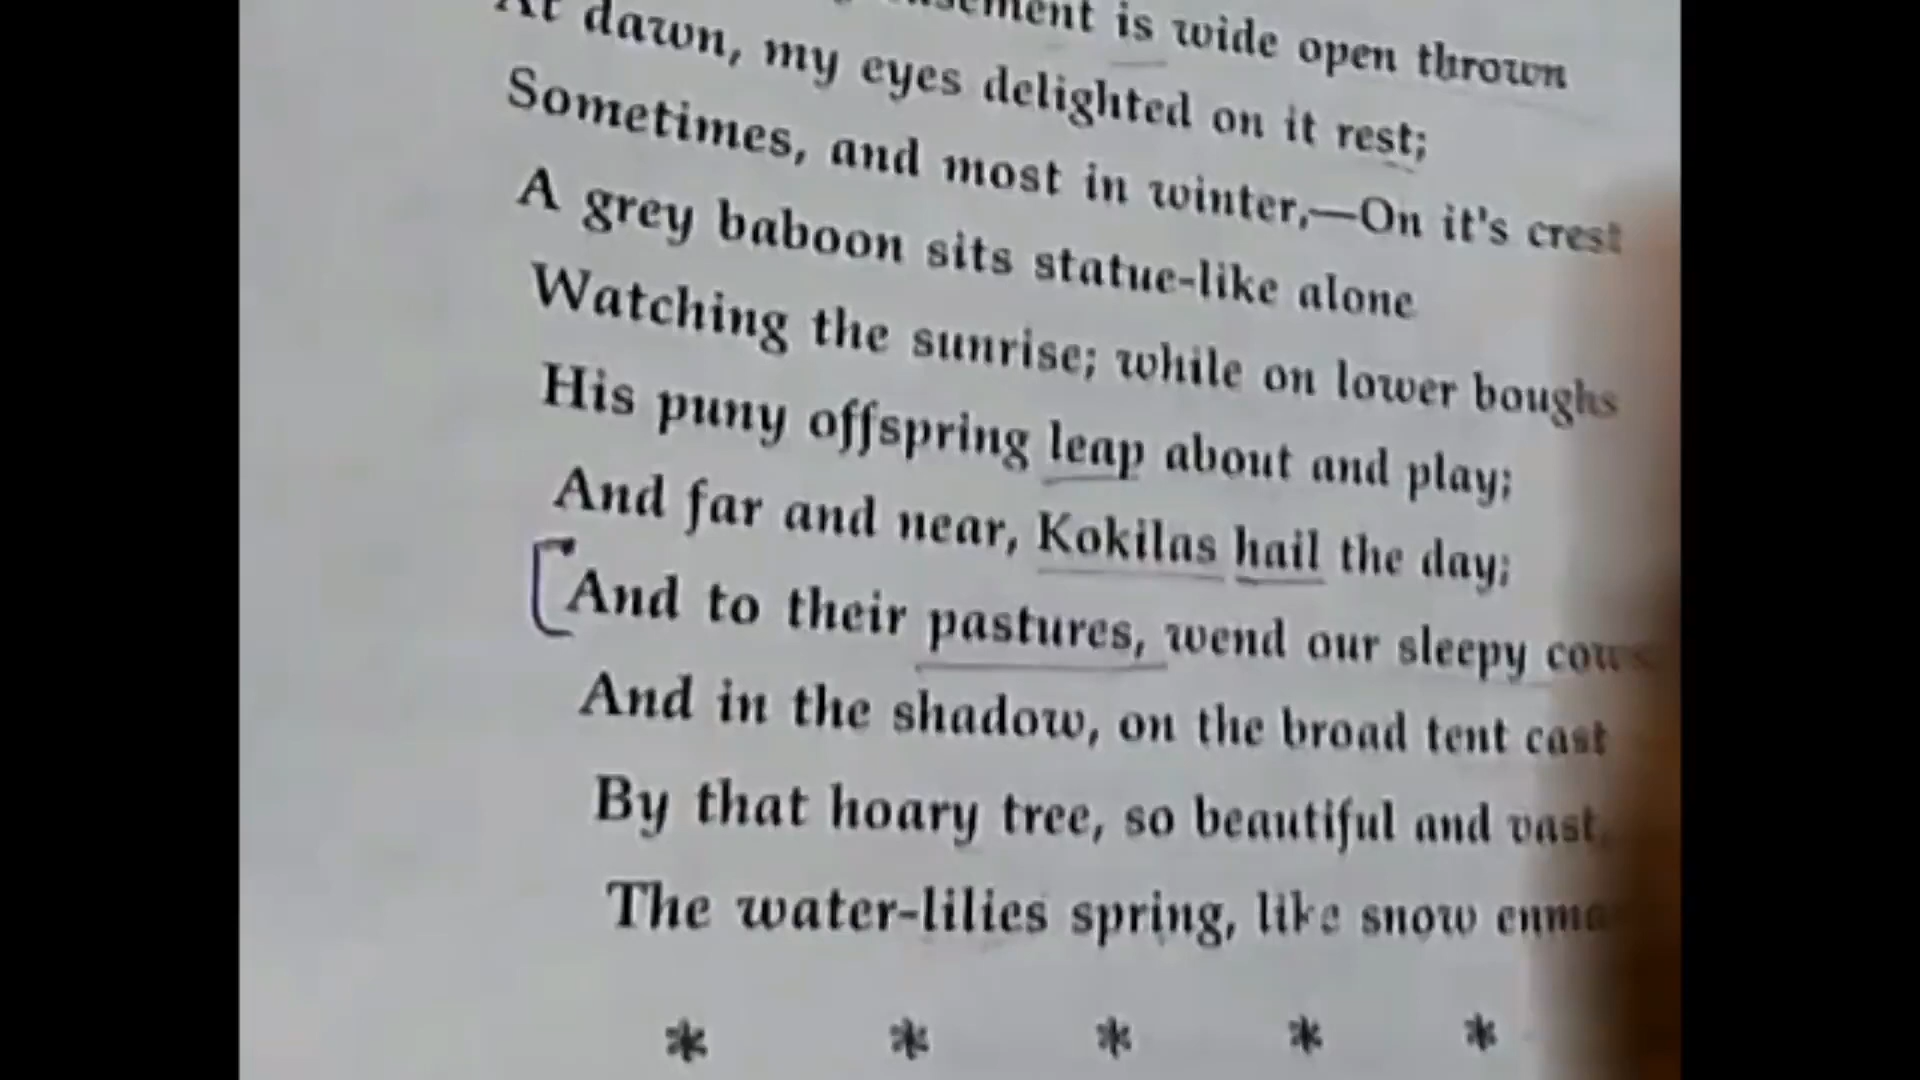 is wide open thrown
At dawn, my eyes delighted on it rest;
Sometimes, and most in winter,—On it's crest
A grey baboon sits statue-like alone
Watching the sunrise; while on lower boughs
His puny offspring leap about and play;
And far and near, Kokilas hail the day;
And to their pastures, wend our sleepy cows
And in the shadow, on the broad tent cast
By that hoary tree, so beautiful and vast,
The water-lilies spring, like snow
* * * * *